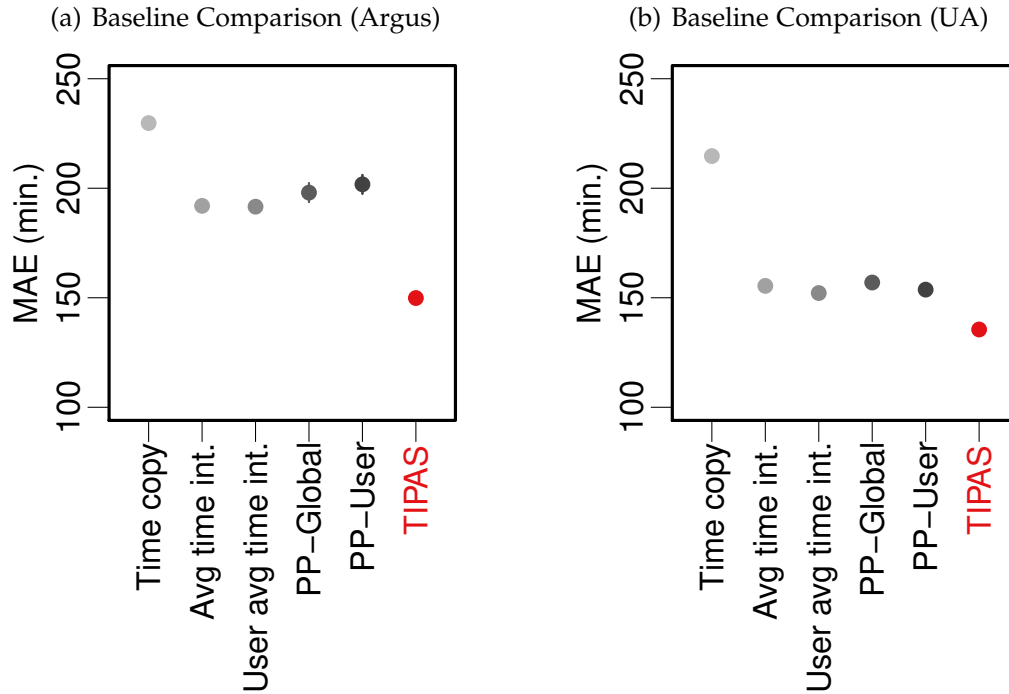 (a) Baseline Comparison (Argus)
MAE (min.)
250
200
150
100
Time copy
Avg time int.
User avg time int.
PP−Global
PP−User
TIPAS
(b) Baseline Comparison (UA)
MAE (min.)
250
200
150
100
Time copy
Avg time int.
User avg time int.
PP−Global
PP−User
TIPAS